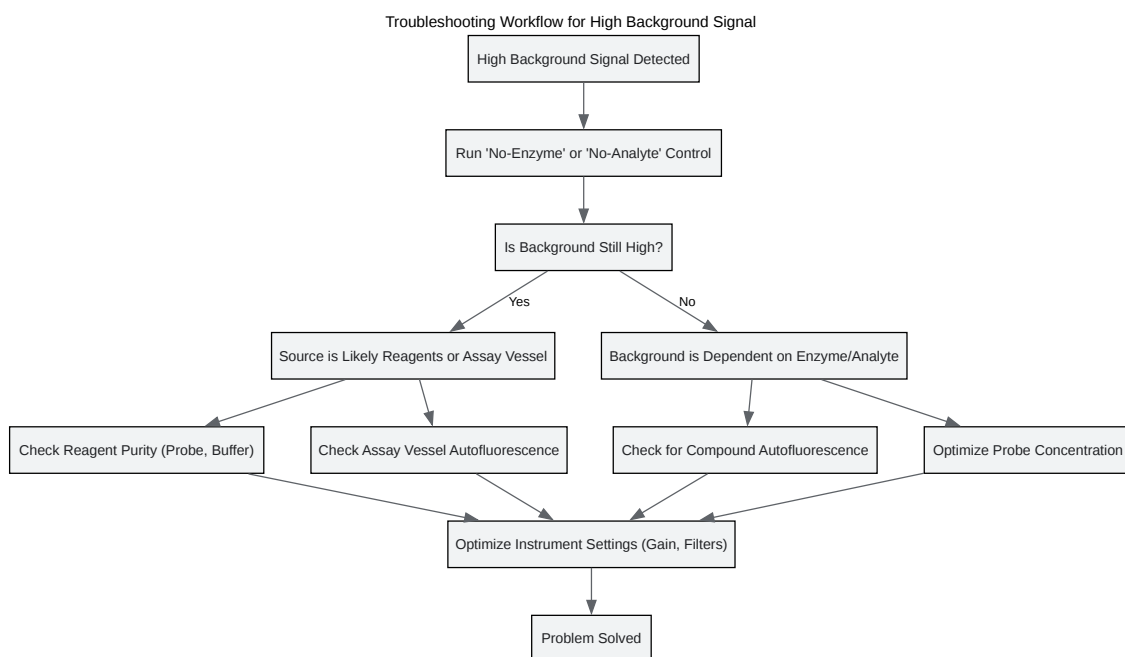 Troubleshooting Workflow for High Background Signal
High Background Signal Detected
Run 'No-Enzyme' or 'No-Analyte' Control
Is Background Still High?
Yes
No
Source is Likely Reagents or Assay Vessel
Background is Dependent on Enzyme/Analyte
Check Reagent Purity (Probe, Buffer)
Check Assay Vessel Autofluorescence
Check for Compound Autofluorescence
Optimize Probe Concentration
Optimize Instrument Settings (Gain, Filters)
Problem Solved